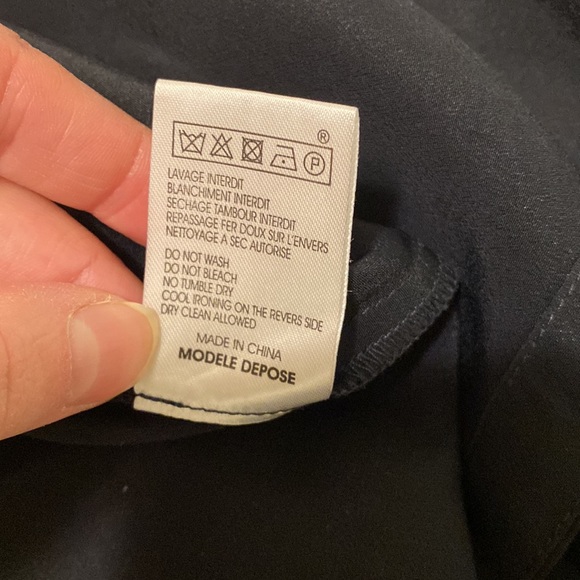 ®
P
LAVAGE INTERDIT
BLANCHIMENT INTERDIT
SECHAGE TAMBOUR INTERDIT
REPASSAGE FER DOUX SUR L'ENVERS
NETTOYAGE A SEC AUTORISE
DO NOT WASH
DO NOT BLEACH
NO TUMBLE DRY
COOL IRONING ON THE REVERS SIDE
DRY CLEAN ALLOWED
MADE IN CHINA
MODELE DEPOSE